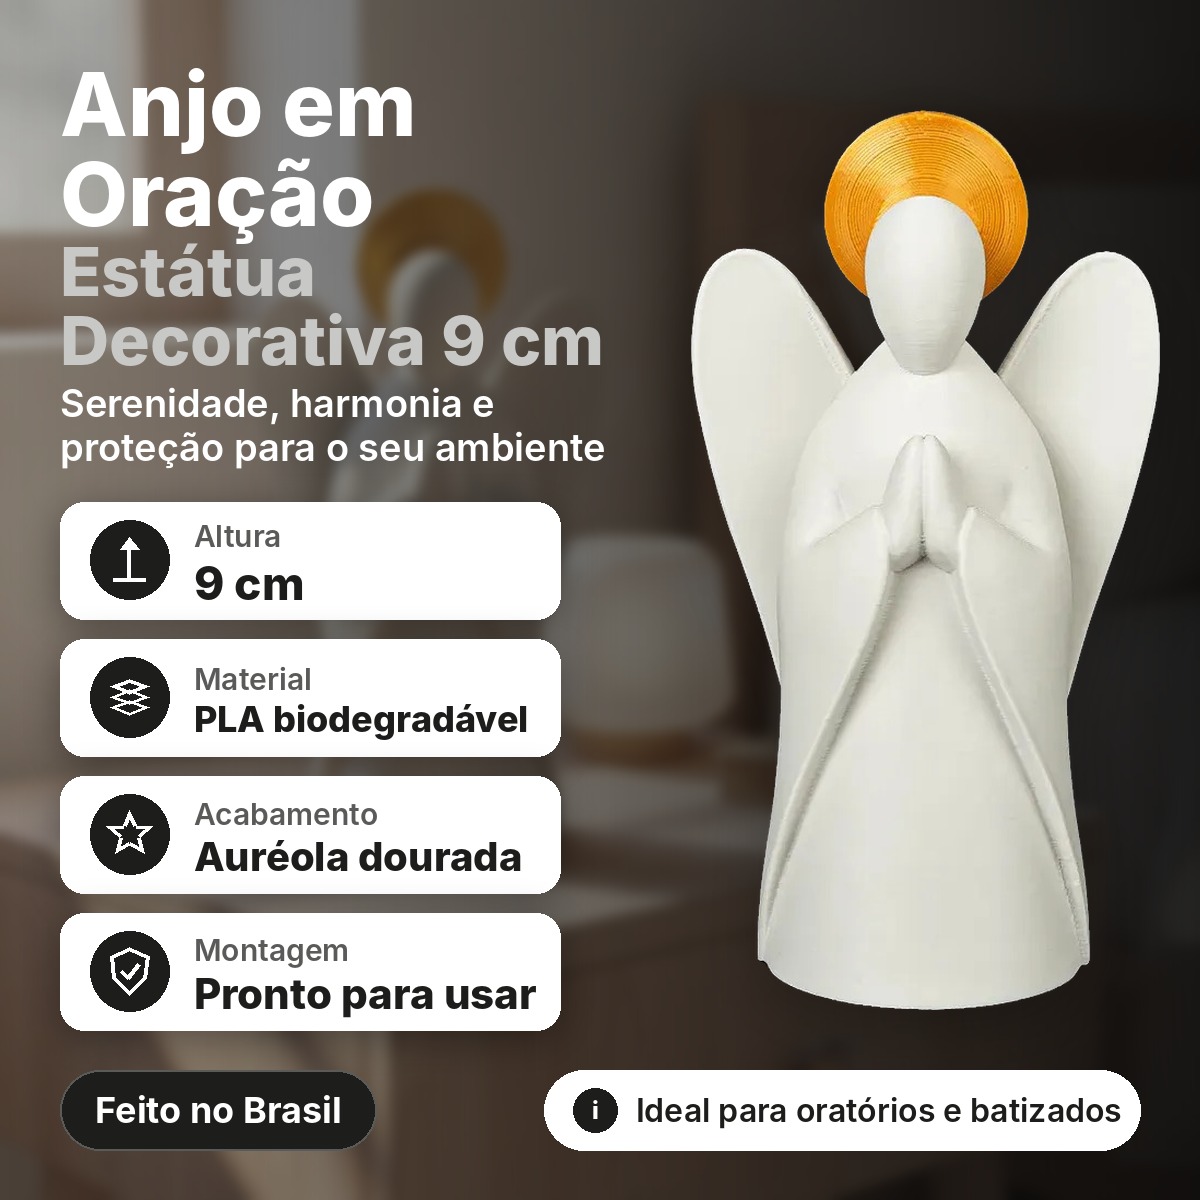 Anjo em
Oração
Estátua
Decorativa 9 cm
Serenidade, harmonia e
proteção para o seu ambiente
Altura
9 cm
Material
PLA biodegradável
Acabamento
Auréola dourada
Montagem
Pronto para usar
Feito no Brasil
i Ideal para oratórios e batizados